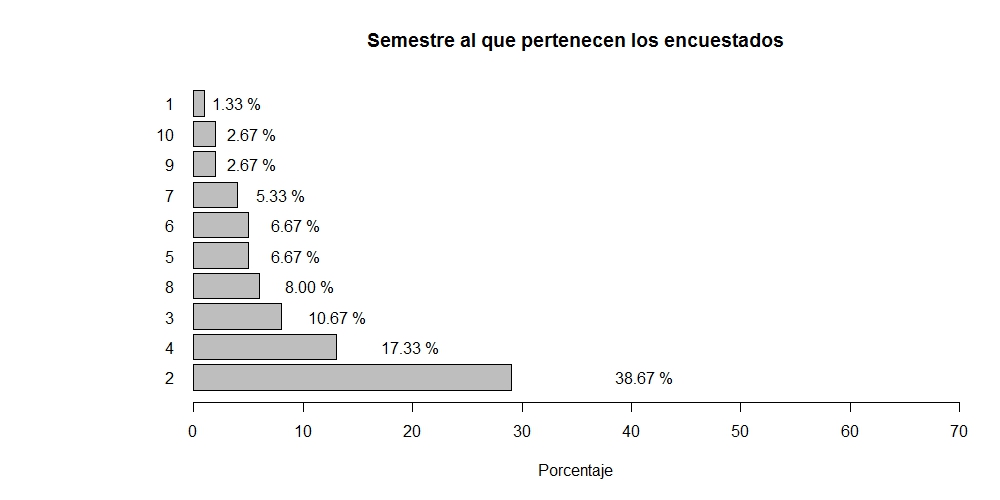 Semestre al que pertenecen los encuestados
1 1.33 %
10 2.67 %
9 2.67 %
7 5.33 %
6 6.67 %
5 6.67 %
8 8.00 %
3 10.67 %
4 17.33 %
2 38.67 %
0 10 20 30 40 50 60 70
Porcentaje